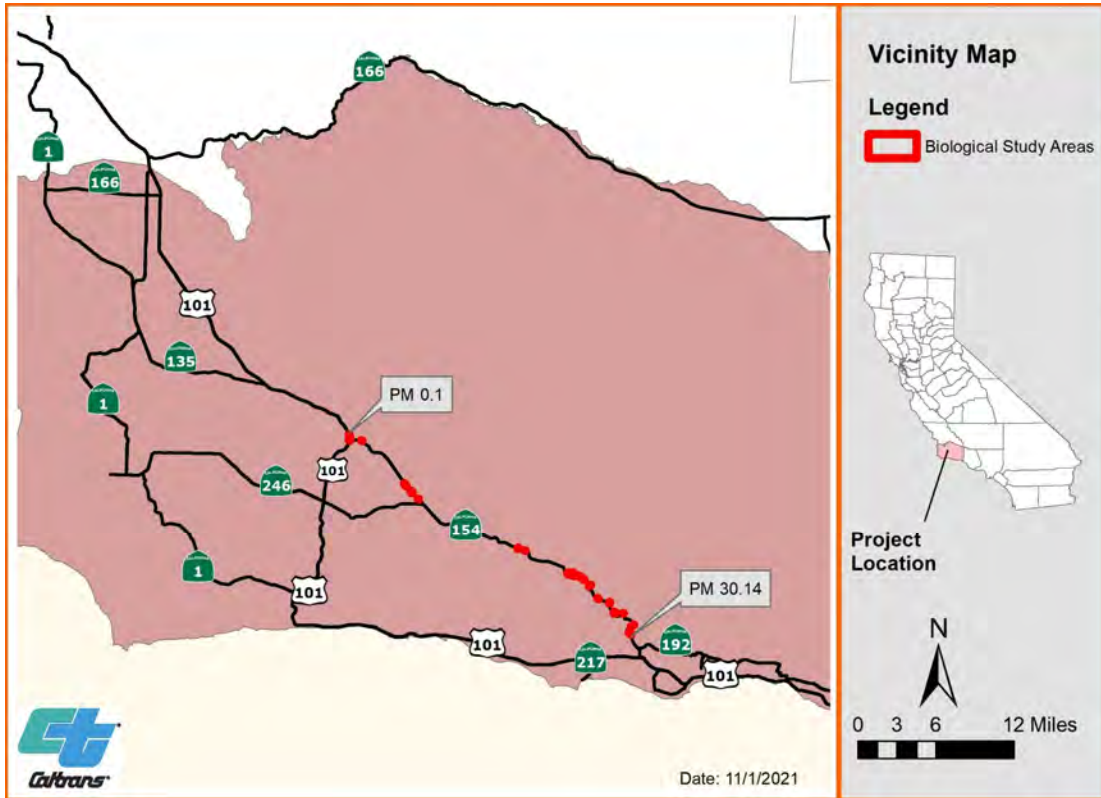 166
1
166
101
135
PM 0.1
1
101
246
154
PM 30.14
1
101
101
192
217
101
Caltrans
Date: 11/1/2021
Vicinity Map
Legend
Biological Study Areas
Project
Location
N
0 3 6 12 Miles